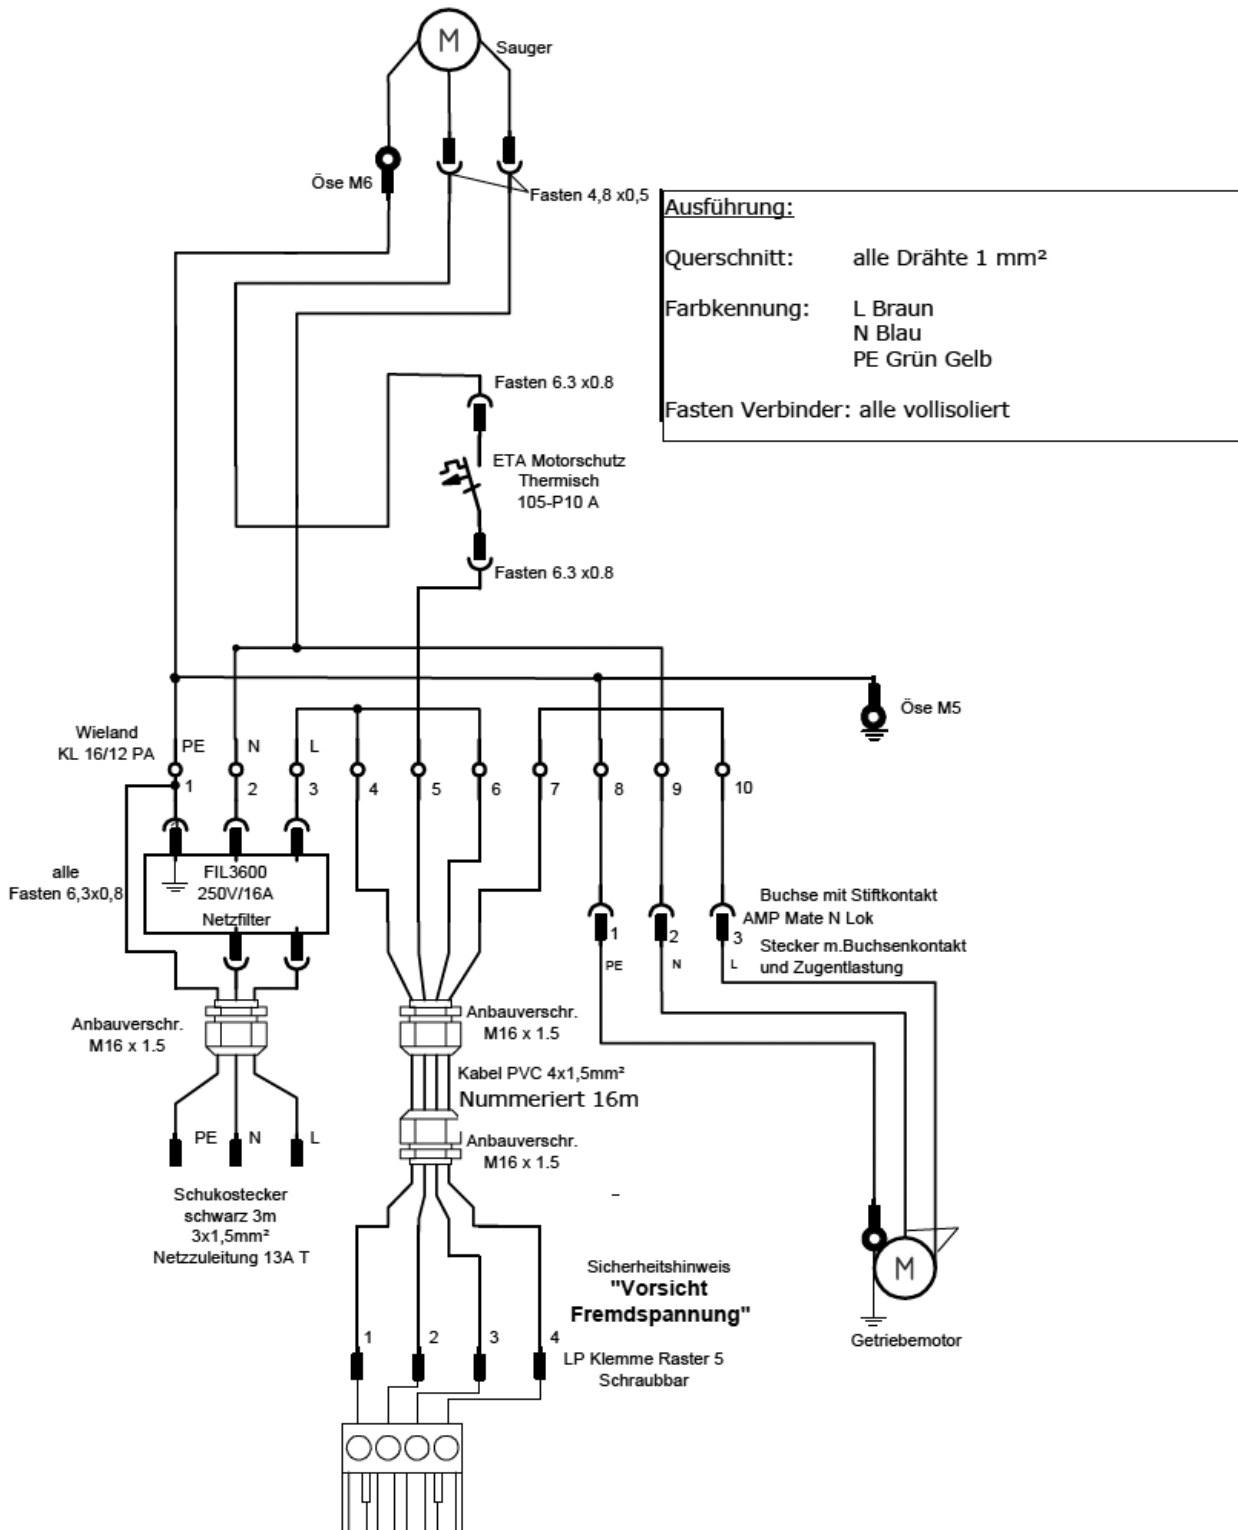 M
Sauger
Öse M6
Fasten 4,8 x0,5
Ausführung:
Querschnitt: alle Drähte 1 mm²
Farbkennung: L Braun
N Blau
PE Grün Gelb
Fasten Verbinder: alle vollisoliert
Fasten 6.3 x0.8
ETA Motorschutz
Thermisch
105-P10 A
Fasten 6.3 x0.8
Öse M5
Wieland
KL 16/12 PA
PE N L
1 2 3 4 5 6 7 8 9 10
alle
Fasten 6,3x0,8
FIL3600
250V/16A
Netzfilter
Buchse mit Stiftkontakt
AMP Mate N Lok
1 2 3
Stecker m.Buchsenkontakt
und Zugentlastung
PE N L
Anbauverschr.
M16 x 1.5
Anbauverschr.
M16 x 1.5
Kabel PVC 4x1,5mm²
Nummeriert 16m
Anbauverschr.
M16 x 1.5
PE N L
Schukostecker
schwarz 3m
3x1,5mm²
Netzzuleitung 13A T
Sicherheitshinweis
"Vorsicht
Fremdspannung"
M
Getriebemotor
1 2 3 4
LP Klemme Raster 5
Schraubbar